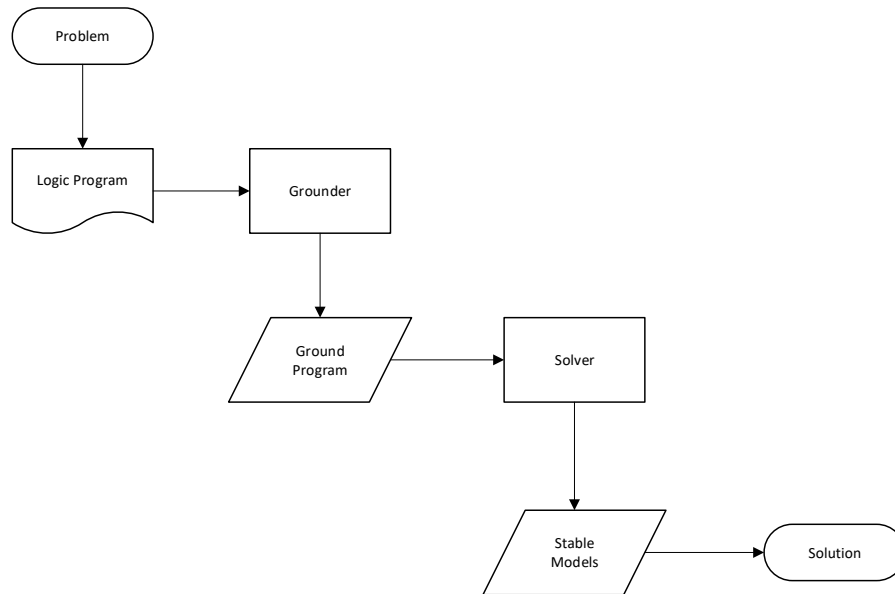 Problem
Logic Program
Grounder
Ground
Program
Solver
Stable
Models
Solution